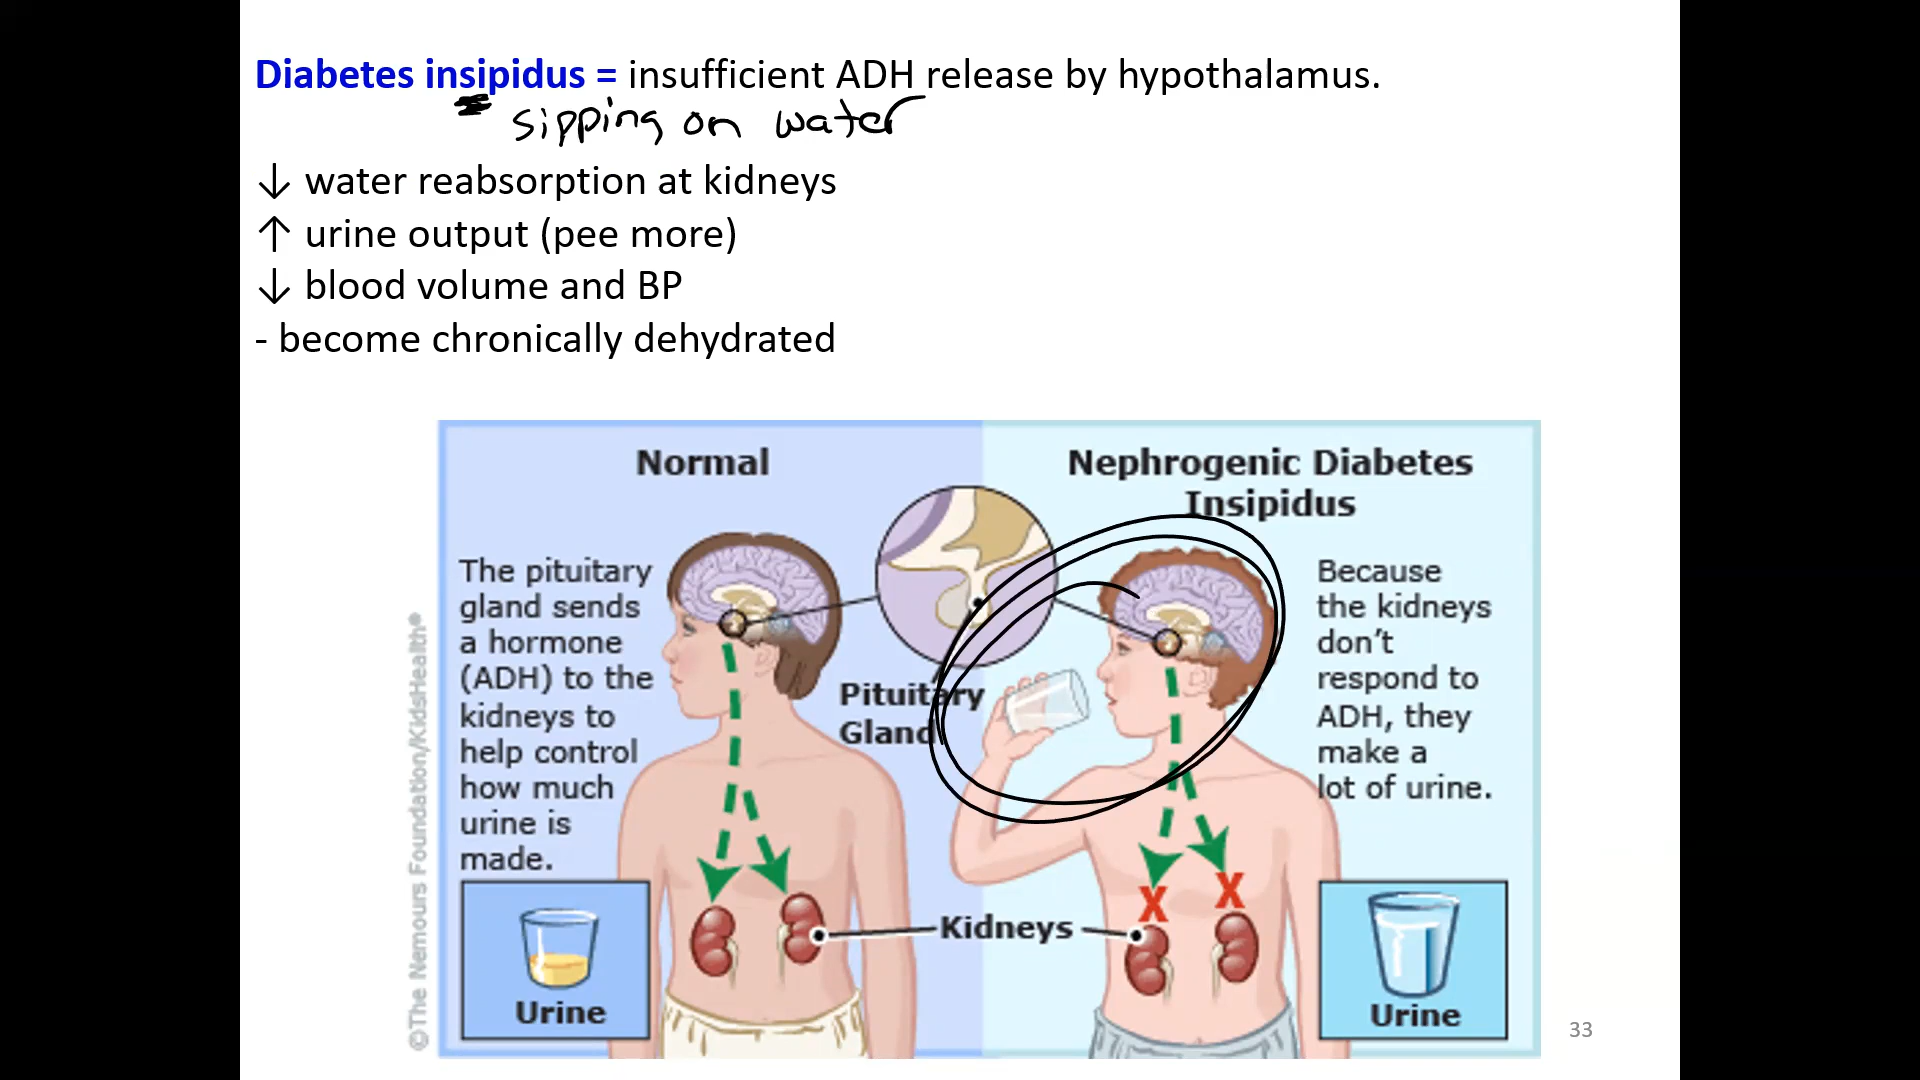 Diabetes insipidus = insufficient ADH release by hypothalamus.
sipping on water
↓ water reabsorption at kidneys
↑ urine output (pee more)
↓ blood volume and BP
- become chronically dehydrated
Normal
Nephrogenic Diabetes
Insipidus
The pituitary
gland sends
a hormone
(ADH) to the
kidneys to
help control
how much
urine is
made.
Pituitary
Gland
Because
the kidneys
don't
respond to
ADH, they
make a
lot of urine.
X X
Kidneys
Urine
Urine
©The Nemours Foundation/KidsHealth®
33